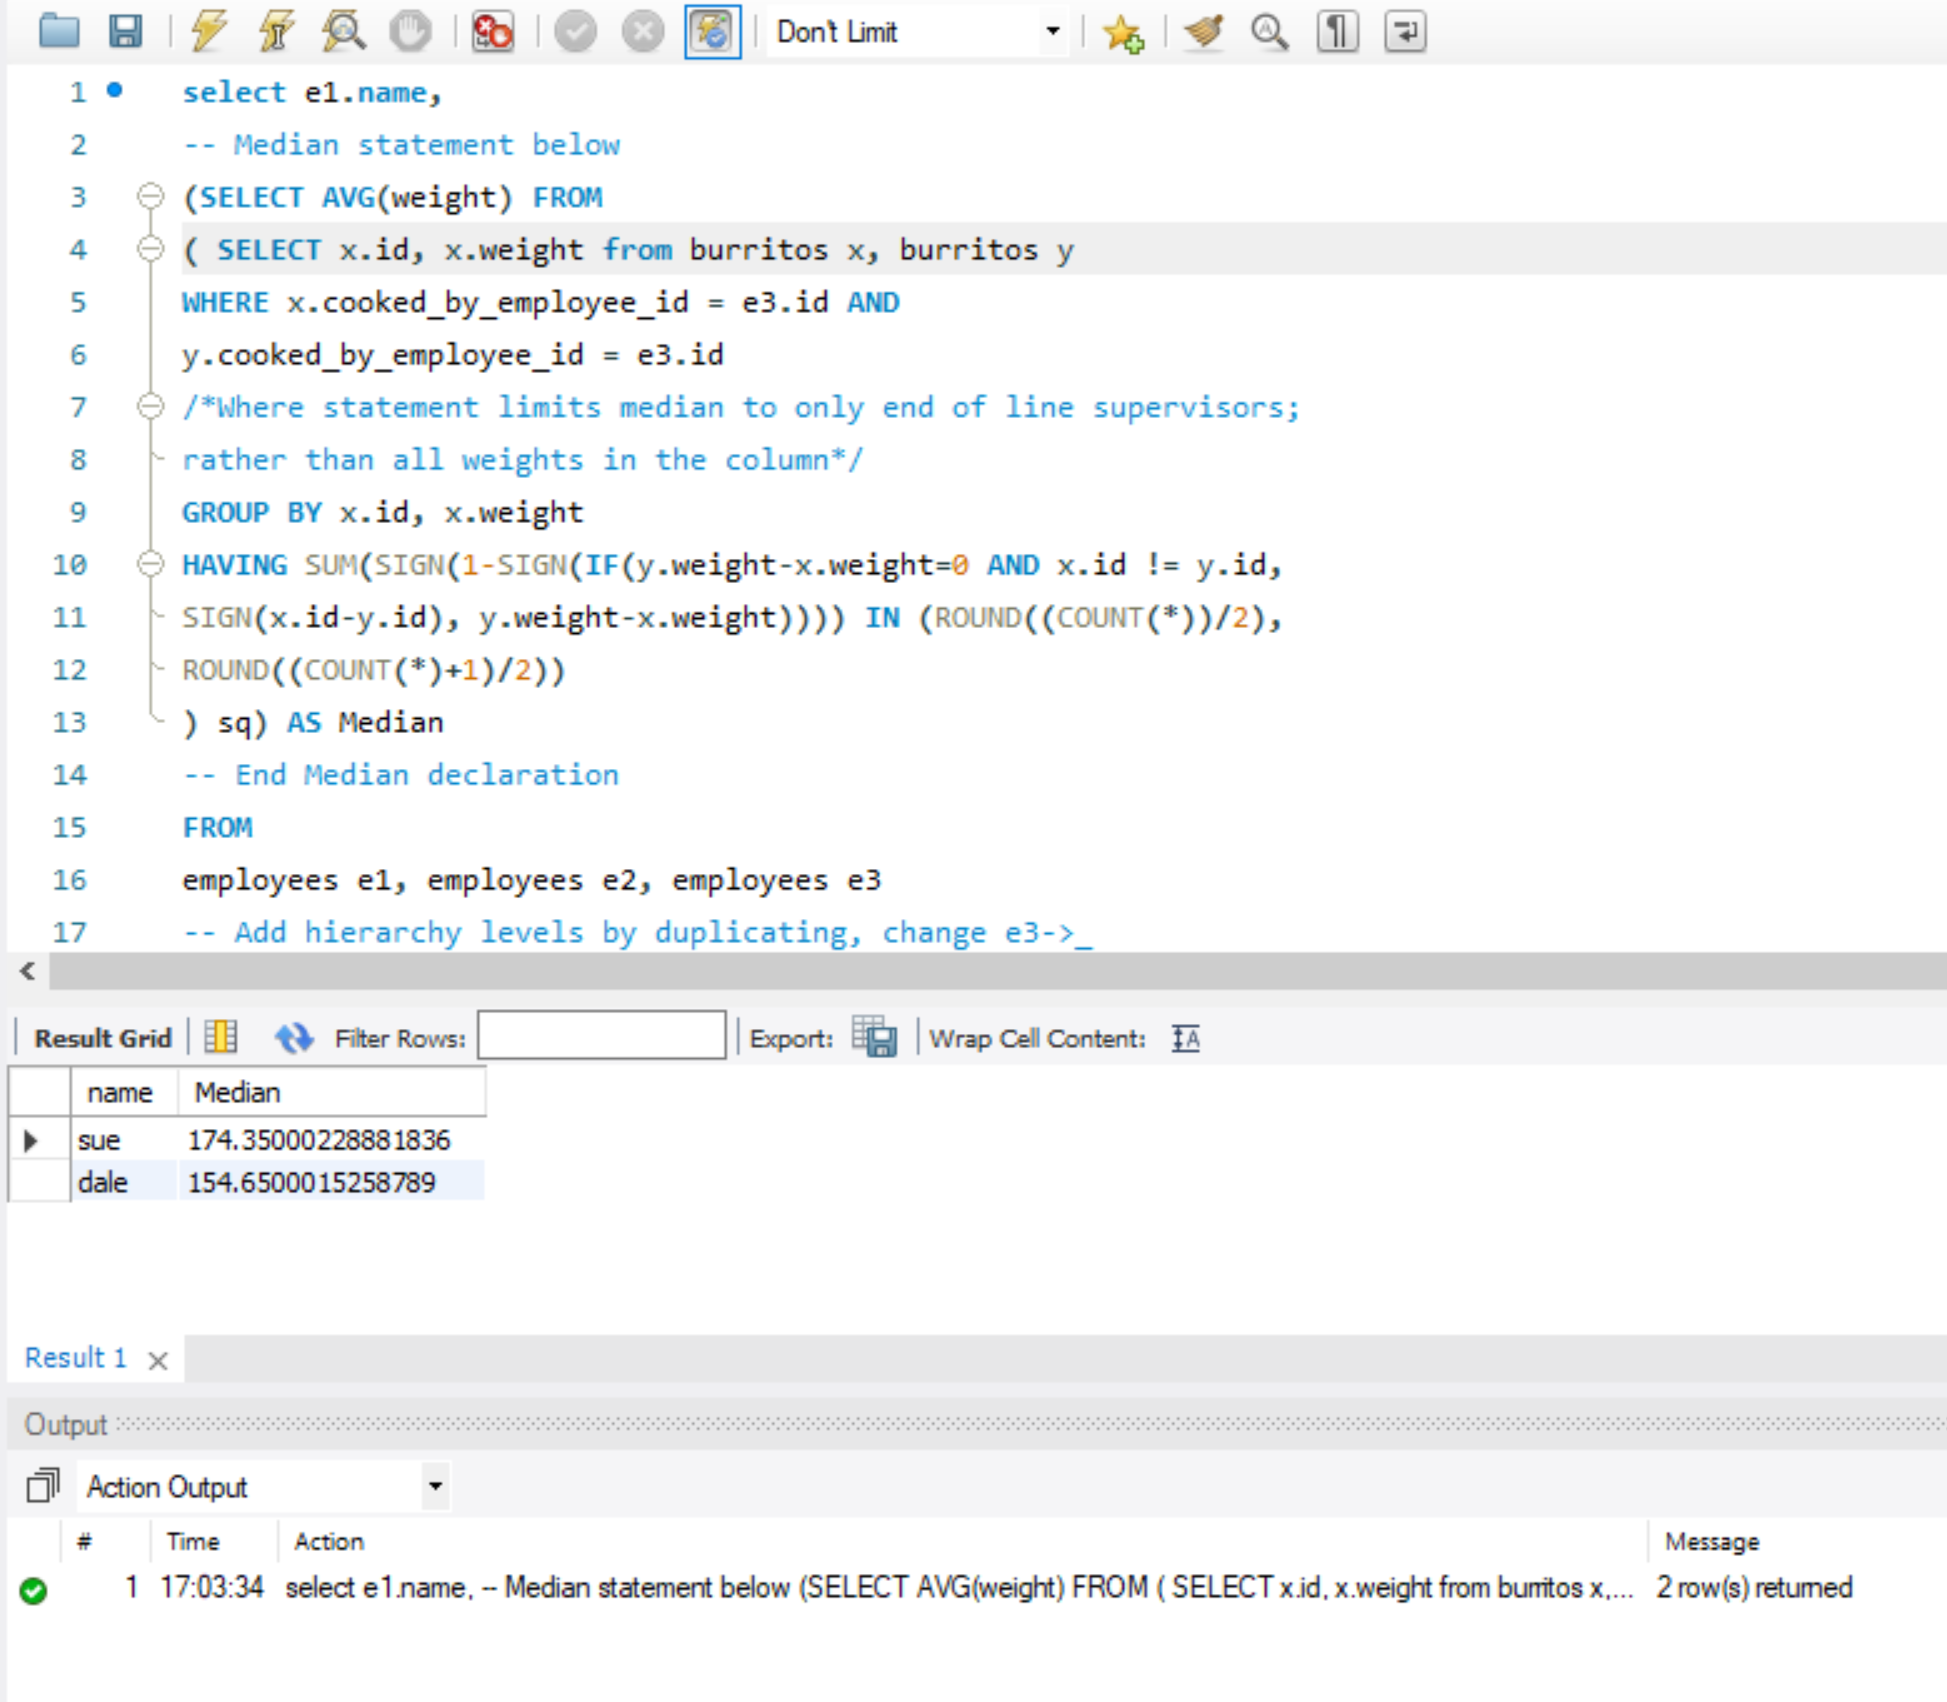 Don't Limit
1 select e1.name,
2 -- Median statement below
3 (SELECT AVG(weight) FROM
4 ( SELECT x.id, x.weight from burritos x, burritos y
5 WHERE x.cooked_by_employee_id = e3.id AND
6 y.cooked_by_employee_id = e3.id
7 /*Where statement limits median to only end of line supervisors;
8 rather than all weights in the column*/
9 GROUP BY x.id, x.weight
10 HAVING SUM(SIGN(1-SIGN(IF(y.weight-x.weight=0 AND x.id != y.id,
11 SIGN(x.id-y.id), y.weight-x.weight)))) IN (ROUND((COUNT(*))/2),
12 ROUND((COUNT(*)+1)/2))
13 ) sq) AS Median
14 -- End Median declaration
15 FROM
16 employees e1, employees e2, employees e3
17 -- Add hierarchy levels by duplicating, change e3->_
Result Grid Filter Rows: Export: Wrap Cell Content:
name Median
sue 174.35000228881836
dale 154.6500015258789
Result 1
Output
Action Output
# Time Action Message
1 17:03:34 select e1.name, -- Median statement below (SELECT AVG(weight) FROM ( SELECT x.id, x.weight from burritos x,... 2 row(s) returned